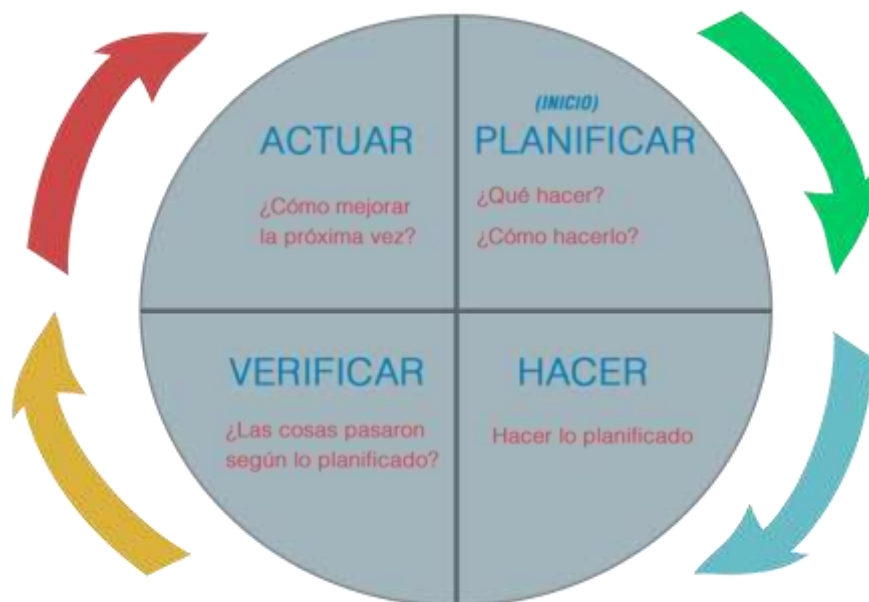 ACTUAR
¿Cómo mejorar
la próxima vez?
(INICIO)
PLANIFICAR
¿Qué hacer?
¿Cómo hacerlo?
VERIFICAR
¿Las cosas pasaron
según lo planificado?
HACER
Hacer lo planificado